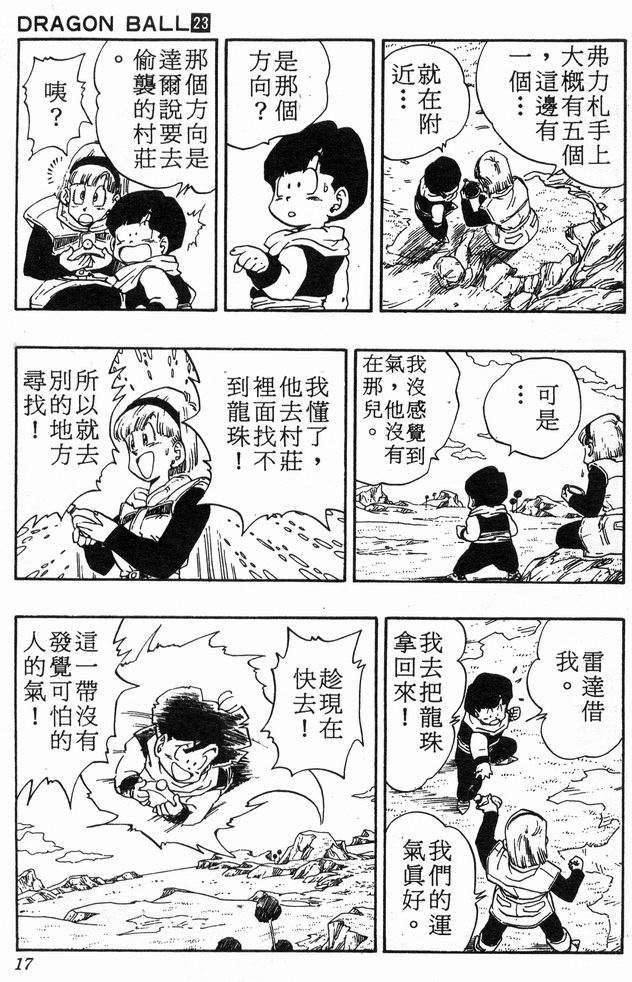 DRAGON BALL 23
弗力札手上
大概有五個
，這邊有
一個…
就在附
近…
是那個
方向？
那個方向是
達爾說要去
偷襲的村莊
。
咦？
可是
…
我沒感覺到
氣，他沒有
在那兒。
我懂了，
他去村莊
裡面找不
到龍珠！
所以就去
別的地方
尋找！
雷達借
我。
我去把龍珠
拿回來！
我們的運
氣真好。
趁現在
快去！
這一帶沒有
發覺可怕的
人的氣！
17